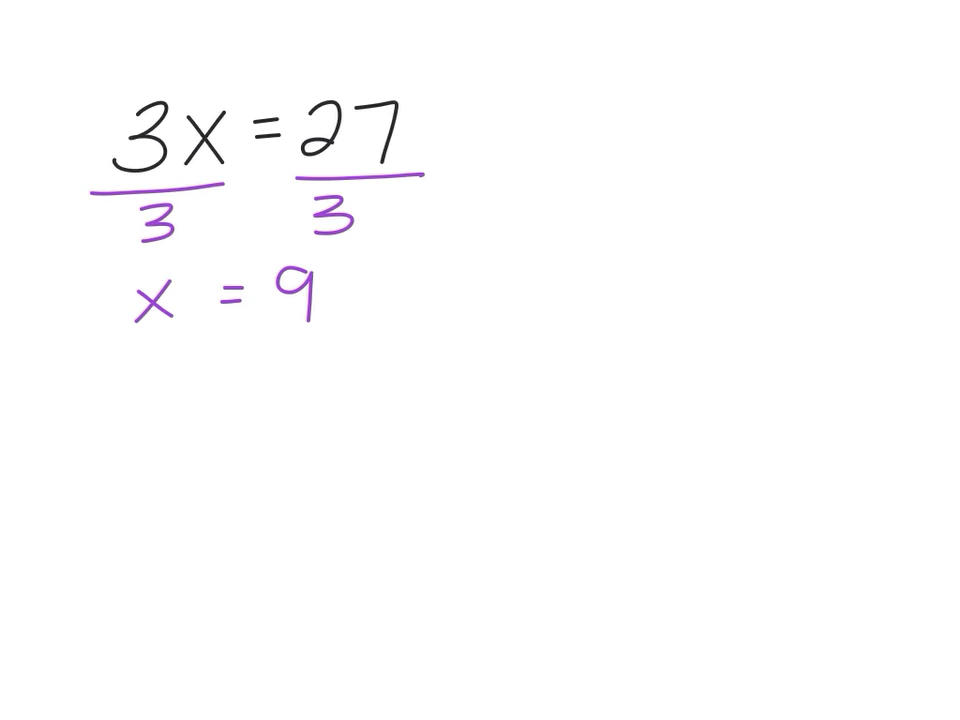 3x = 27
3 3
x = 9